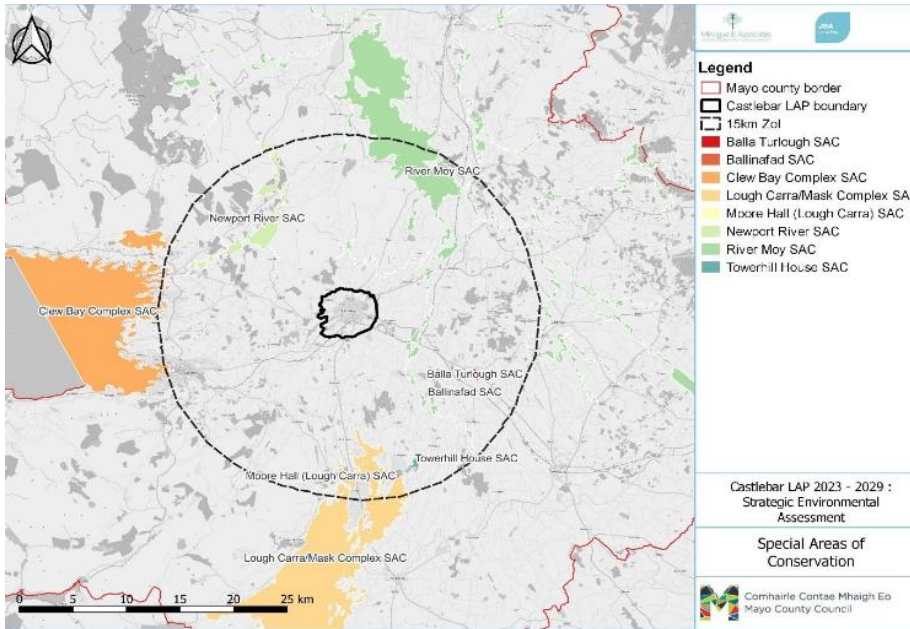 Minogue & Associates
JBA
Legend
Mayo county border
Castlebar LAP boundary
15km ZoI
Balla Turlough SAC
Ballinafad SAC
Clew Bay Complex SAC
Lough Carra/Mask Complex SA
Moore Hall (Lough Carra) SAC
Newport River SAC
River Moy SAC
Towerhill House SAC
River Moy SAC
Newport River SAC
Clew Bay Complex SAC
Balla Turlough SAC
Ballinafad SAC
Towerhill House SAC
Moore Hall (Lough Carra) SAC
Lough Carra/Mask Complex SAC
0 5 10 15 20 25 km
Castlebar LAP 2023 - 2029 :
Strategic Environmental
Assessment
Special Areas of
Conservation
Comhairle Contae Mhaigh Eo
Mayo County Council